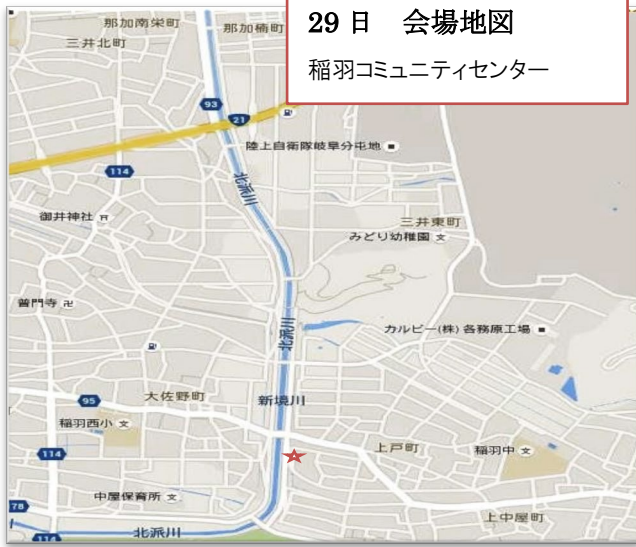 29 日　会場地図
稲羽コミュニティセンター
那加南栄町
那加楠町
三井北町
93
21
陸上自衛隊岐阜分屯地
114
北派川
御井神社
三井東町
みどり幼稚園
普門寺
北派川
カルビー(株) 各務原工場
95
大佐野町
新境川
稲羽西小
114
上戸町
稲羽中
中屋保育所
78
上中屋町
北派川
114